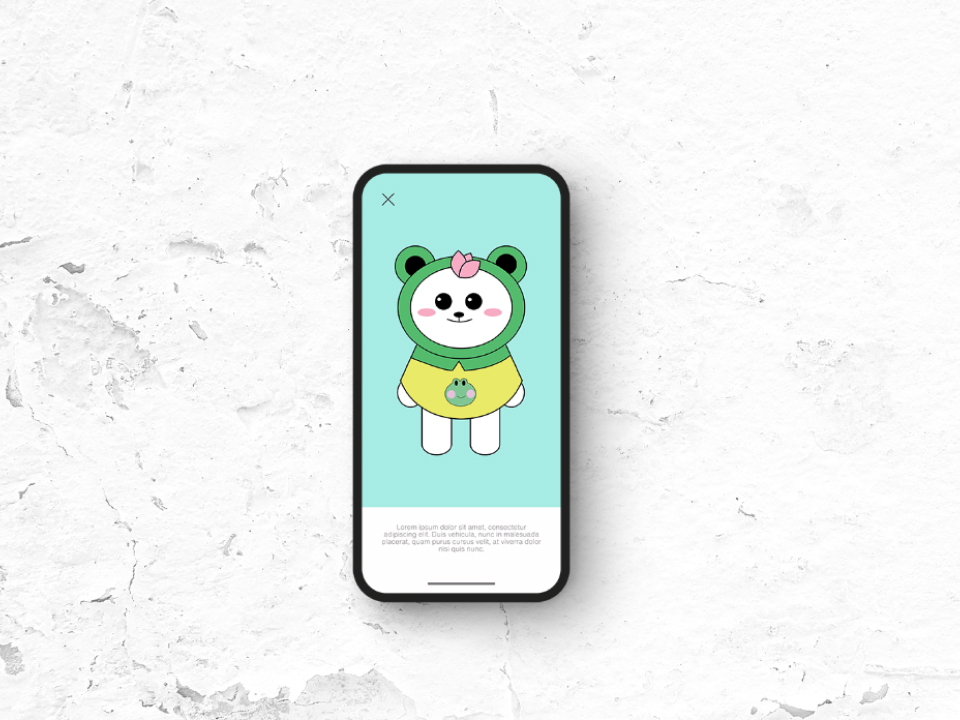 Lorem ipsum dolor sit amet, consectetur
adipiscing elit. Duis vehicula, nunc in malesuada
placerat, quam purus cursus velit, at viverra dolor
nisi quis nunc.